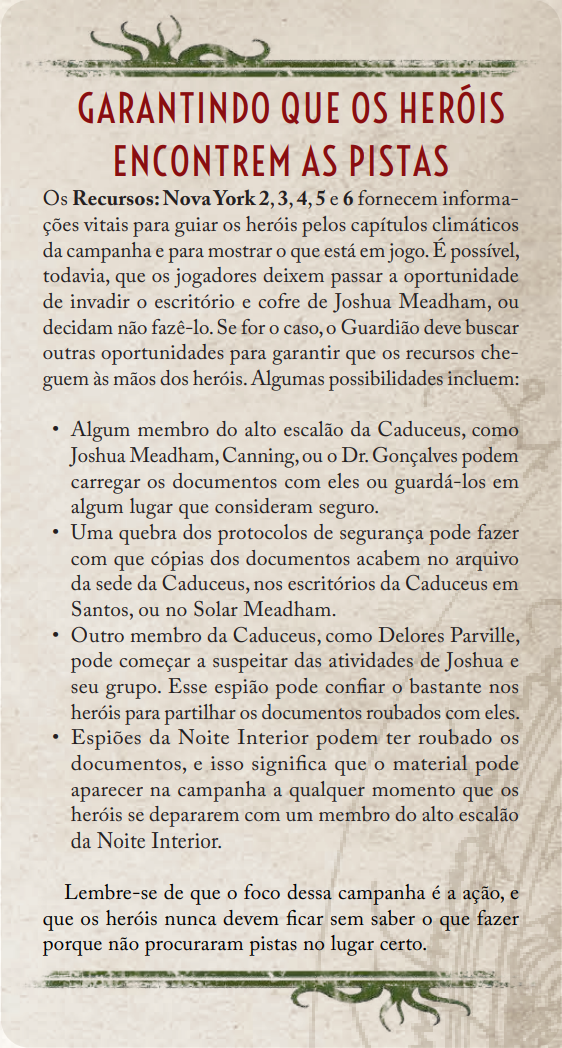 GARANTINDO QUE OS HERÓIS
ENCONTREM AS PISTAS
Os Recursos: Nova York 2, 3, 4, 5 e 6 fornecem informa-
ções vitais para guiar os heróis pelos capítulos climáticos
da campanha e para mostrar o que está em jogo. É possível,
todavia, que os jogadores deixem passar a oportunidade
de invadir o escritório e cofre de Joshua Meadham, ou
decidam não fazê-lo. Se for o caso, o Guardião deve buscar
outras oportunidades para garantir que os recursos che-
guem às mãos dos heróis. Algumas possibilidades incluem:
• Algum membro do alto escalão da Caduceus, como
Joshua Meadham, Canning, ou o Dr. Gonçalves podem
carregar os documentos com eles ou guardá-los em
algum lugar que consideram seguro.
• Uma quebra dos protocolos de segurança pode fazer
com que cópias dos documentos acabem no arquivo
da sede da Caduceus, nos escritórios da Caduceus em
Santos, ou no Solar Meadham.
• Outro membro da Caduceus, como Delores Parville,
pode começar a suspeitar das atividades de Joshua e
seu grupo. Esse espião pode confiar o bastante nos
heróis para partilhar os documentos roubados com eles.
• Espiões da Noite Interior podem ter roubado os
documentos, e isso significa que o material pode
aparecer na campanha a qualquer momento que os
heróis se depararem com um membro do alto escalão
da Noite Interior.
Lembre-se de que o foco dessa campanha é a ação, e
que os heróis nunca devem ficar sem saber o que fazer
porque não procuraram pistas no lugar certo.